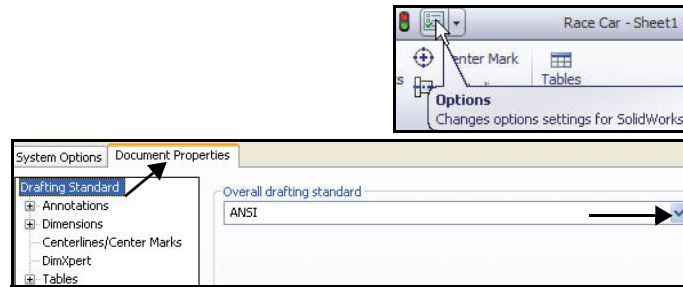 Race Car - Sheet1
enter Mark
Tables
Options
Changes options settings for SolidWorks
System Options Document Properties
Drafting Standard
Annotations
Dimensions
Centerlines/Center Marks
DimXpert
Tables
Overall drafting standard
ANSI